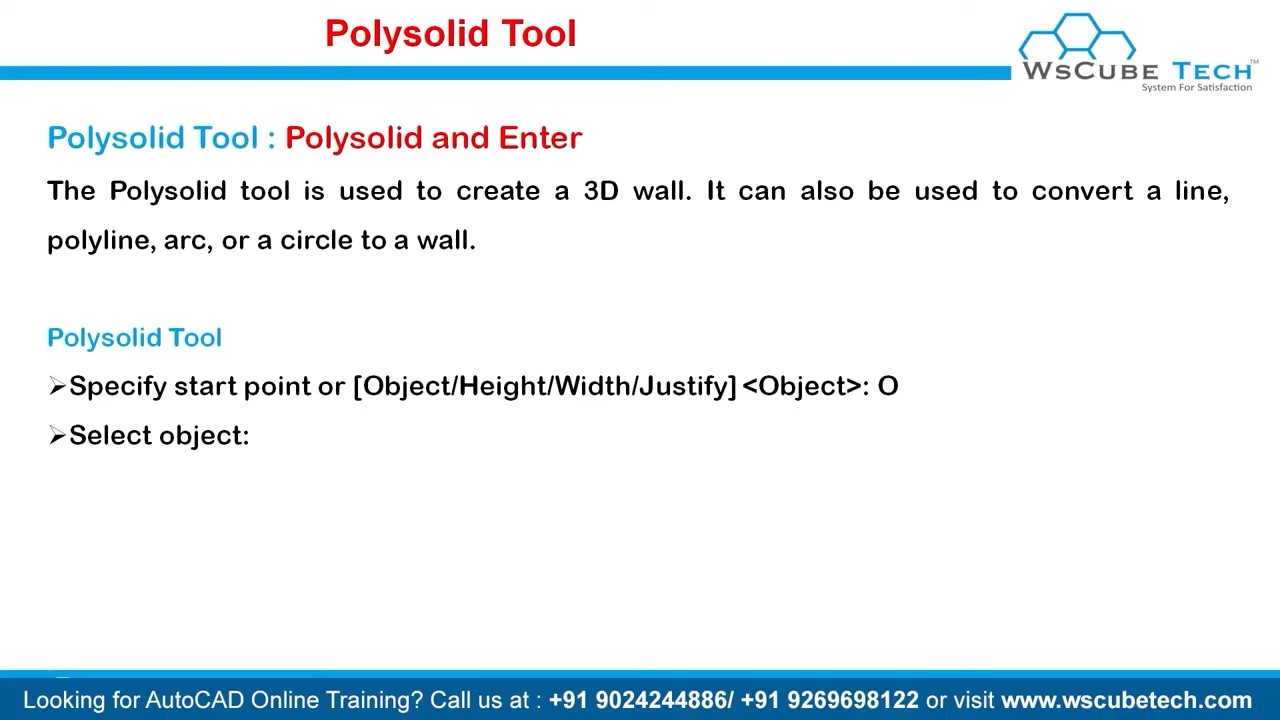 Polysolid Tool
WsCube Tech™
System For Satisfaction
Polysolid Tool : Polysolid and Enter
The Polysolid tool is used to create a 3D wall. It can also be used to convert a line,
polyline, arc, or a circle to a wall.
Polysolid Tool
➢Specify start point or [Object/Height/Width/Justify] <Object>: O
➢Select object:
Looking for AutoCAD Online Training? Call us at : +91 9024244886/ +91 9269698122 or visit www.wscubetech.com